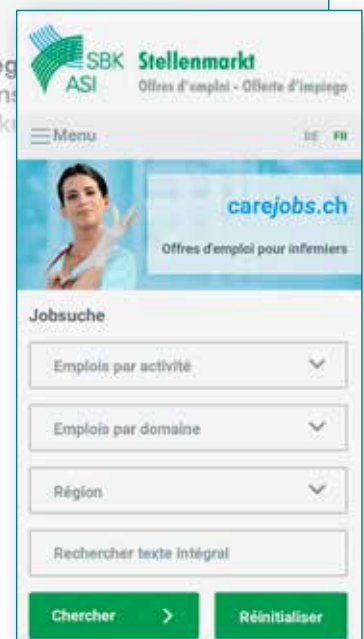 SBK Stellenmarkt
ASI Offres d'emploi - Offerte d'impiego
Menu DE FR
carejobs.ch
Offres d'emploi pour infirmiers
Jobsuche
Emplois par activité
Emplois par domaine
Région
Rechercher texte intégral
Chercher
Réinitialiser